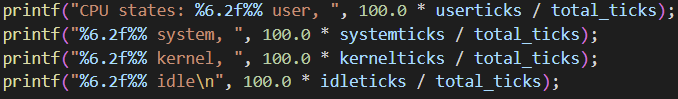 printf("CPU states: %6.2f%% user, ", 100.0 * userticks / total_ticks);
printf("%6.2f%% system, ", 100.0 * systemticks / total_ticks);
printf("%6.2f%% kernel, ", 100.0 * kernelticks / total_ticks);
printf("%6.2f%% idle\n", 100.0 * idleticks / total_ticks);